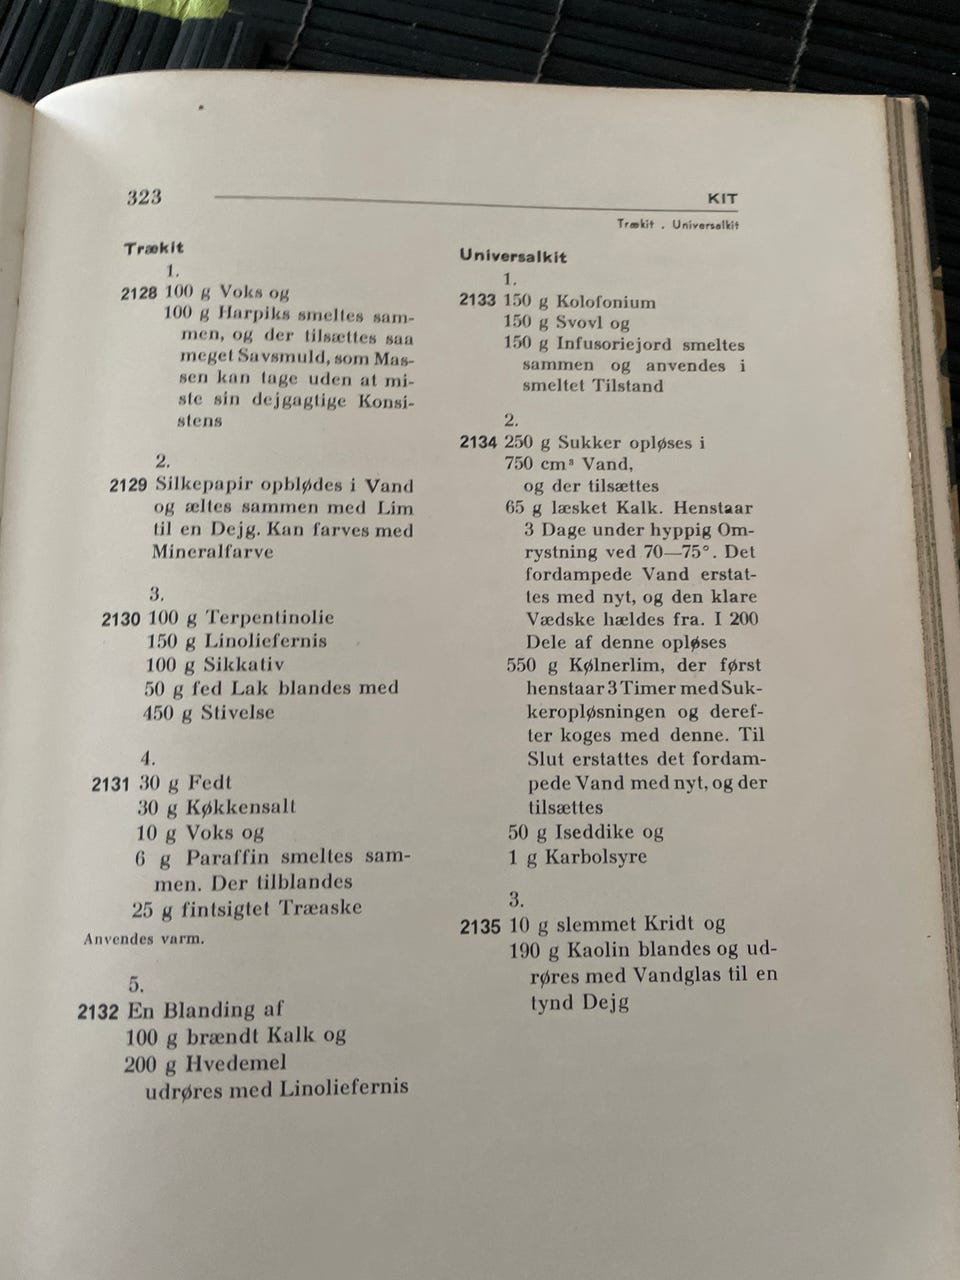 323
KIT
Trækit . Universalkit
Trækit
1.
2128 100 g Voks og
100 g Harpiks smeltes sam-
men, og der tilsættes saa
meget Savsmuld, som Mas-
sen kan tage uden at mi-
ste sin dejgagtige Konsi-
stens
2.
2129 Silkepapir opblødes i Vand
og æltes sammen med Lim
til en Dejg. Kan farves med
Mineralfarve
3.
2130 100 g Terpentinolie
150 g Linoliefernis
100 g Sikkativ
50 g fed Lak blandes med
450 g Stivelse
4.
2131 30 g Fedt
30 g Køkkensalt
10 g Voks og
6 g Paraffin smeltes sam-
men. Der tilblandes
25 g fintsigtet Træaske
Anvendes varm.
5.
2132 En Blanding af
100 g brændt Kalk og
200 g Hvedemel
udrøres med Linoliefernis
Universalkit
1.
2133 150 g Kolofonium
150 g Svovl og
150 g Infusoriejord smeltes
sammen og anvendes i
smeltet Tilstand
2.
2134 250 g Sukker opløses i
750 cm³ Vand,
og der tilsættes
65 g læsket Kalk. Henstaar
3 Dage under hyppig Om-
rystning ved 70—75°. Det
fordampede Vand erstat-
tes med nyt, og den klare
Vædske hældes fra. I 200
Dele af denne opløses
550 g Kølnerlim, der først
henstaar 3 Timer med Suk-
keropløsningen og deref-
ter koges med denne. Til
Slut erstattes det fordam-
pede Vand med nyt, og der
tilsættes
50 g Iseddike og
1 g Karbolsyre
3.
2135 10 g slemmet Kridt og
190 g Kaolin blandes og ud-
røres med Vandglas til en
tynd Dejg